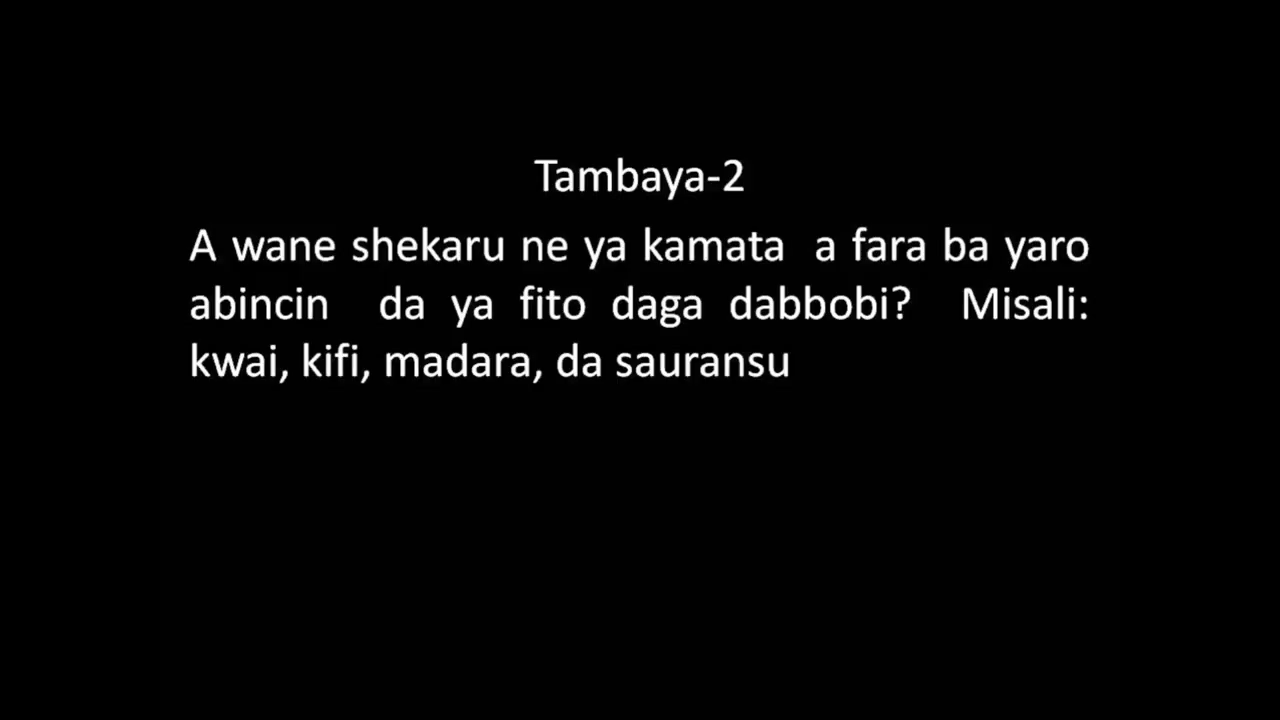 Tambaya-2
A wane shekaru ne ya kamata a fara ba yaro
abincin da ya fito daga dabbobi? Misali:
kwai, kifi, madara, da sauransu